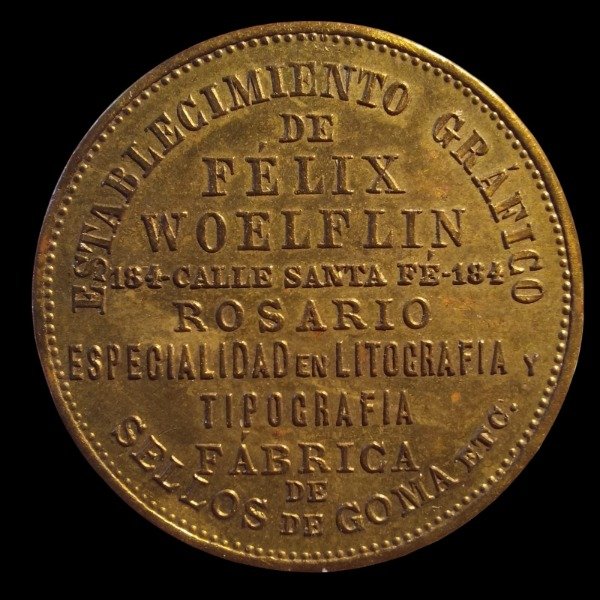 ESTABLECIMIENTO GRÁFICO
DE
FÉLIX
WOELFLIN
184-CALLE SANTA FÉ-184
ROSARIO
ESPECIALIDAD EN LITOGRAFIA Y
TIPOGRAFIA
FÁBRICA
DE
SELLOS DE GOMA ETC.